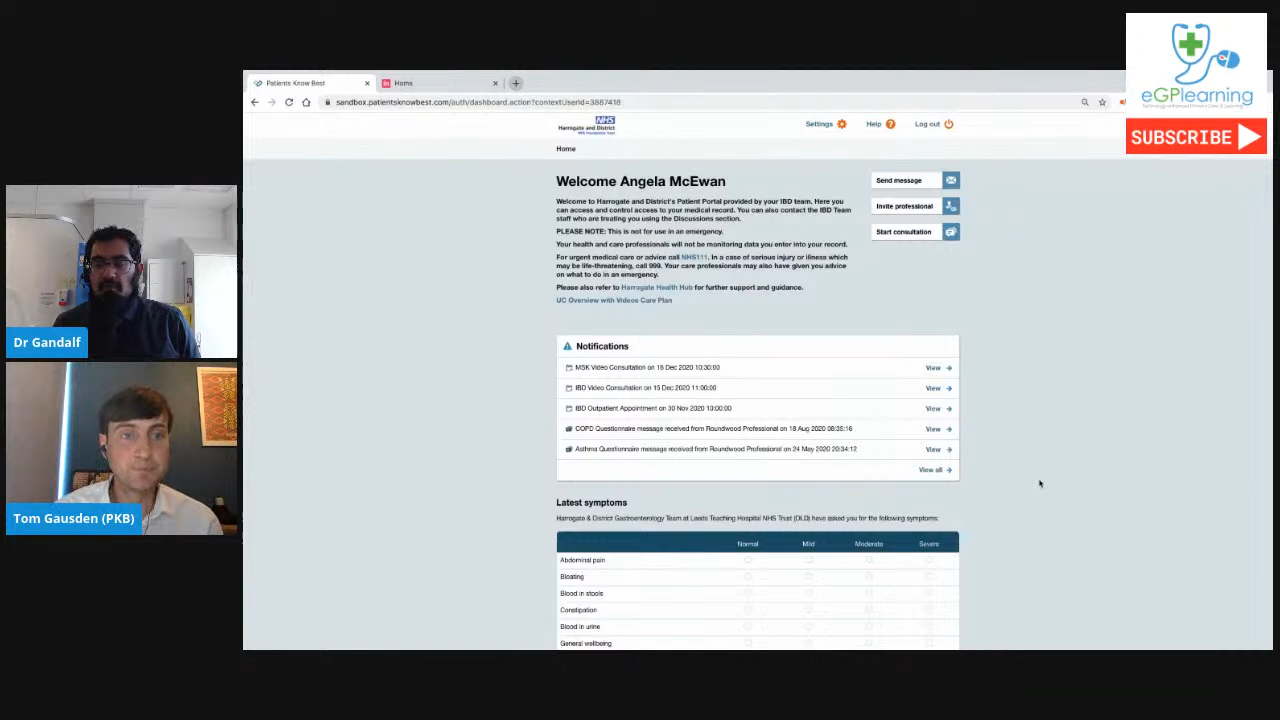 eGPlearning
SUBSCRIBE
Patients Know Best
Home
sandbox.patientsknowbest.com/auth/dashboard.action?contextUserId=3887418
Harrogate and District
NHS
NHS Foundation Trust
Settings
Help
Log out
Home
Welcome Angela McEwan
Welcome to Harrogate and District's Patient Portal provided by your IBD team. Here you
can access and control access to your medical record. You can also contact the IBD Team
staff who are treating you using the Discussions section.
PLEASE NOTE: This is not for use in an emergency.
Your health and care professionals will not be monitoring data you enter into your record.
For urgent medical care or advice call NHS111. In a case of serious injury or illness which
may be life-threatening, call 999. Your care professionals may also have given you advice
on what to do in an emergency.
Please also refer to Harrogate Health Hub for further support and guidance.
UC Overview with Videos Care Plan
Send message
Invite professional
Start consultation
Notifications
MSK Video Consultation on 16 Dec 2020 10:30:00 View
IBD Video Consultation on 15 Dec 2020 11:00:00 View
IBD Outpatient Appointment on 30 Nov 2020 10:00:00 View
COPD Questionnaire message received from Roundwood Professional on 18 Aug 2020 08:35:16 View
Asthma Questionnaire message received from Roundwood Professional on 24 May 2020 20:34:12 View
View all
Latest symptoms
Harrogate & District Gastroenterology Team at Leeds Teaching Hospital NHS Trust (OLD) have asked you for the following symptoms:
Normal Mild Moderate Severe
Abdominal pain
Bloating
Blood in stools
Constipation
Blood in urine
General wellbeing
Dr Gandalf
Tom Gausden (PKB)